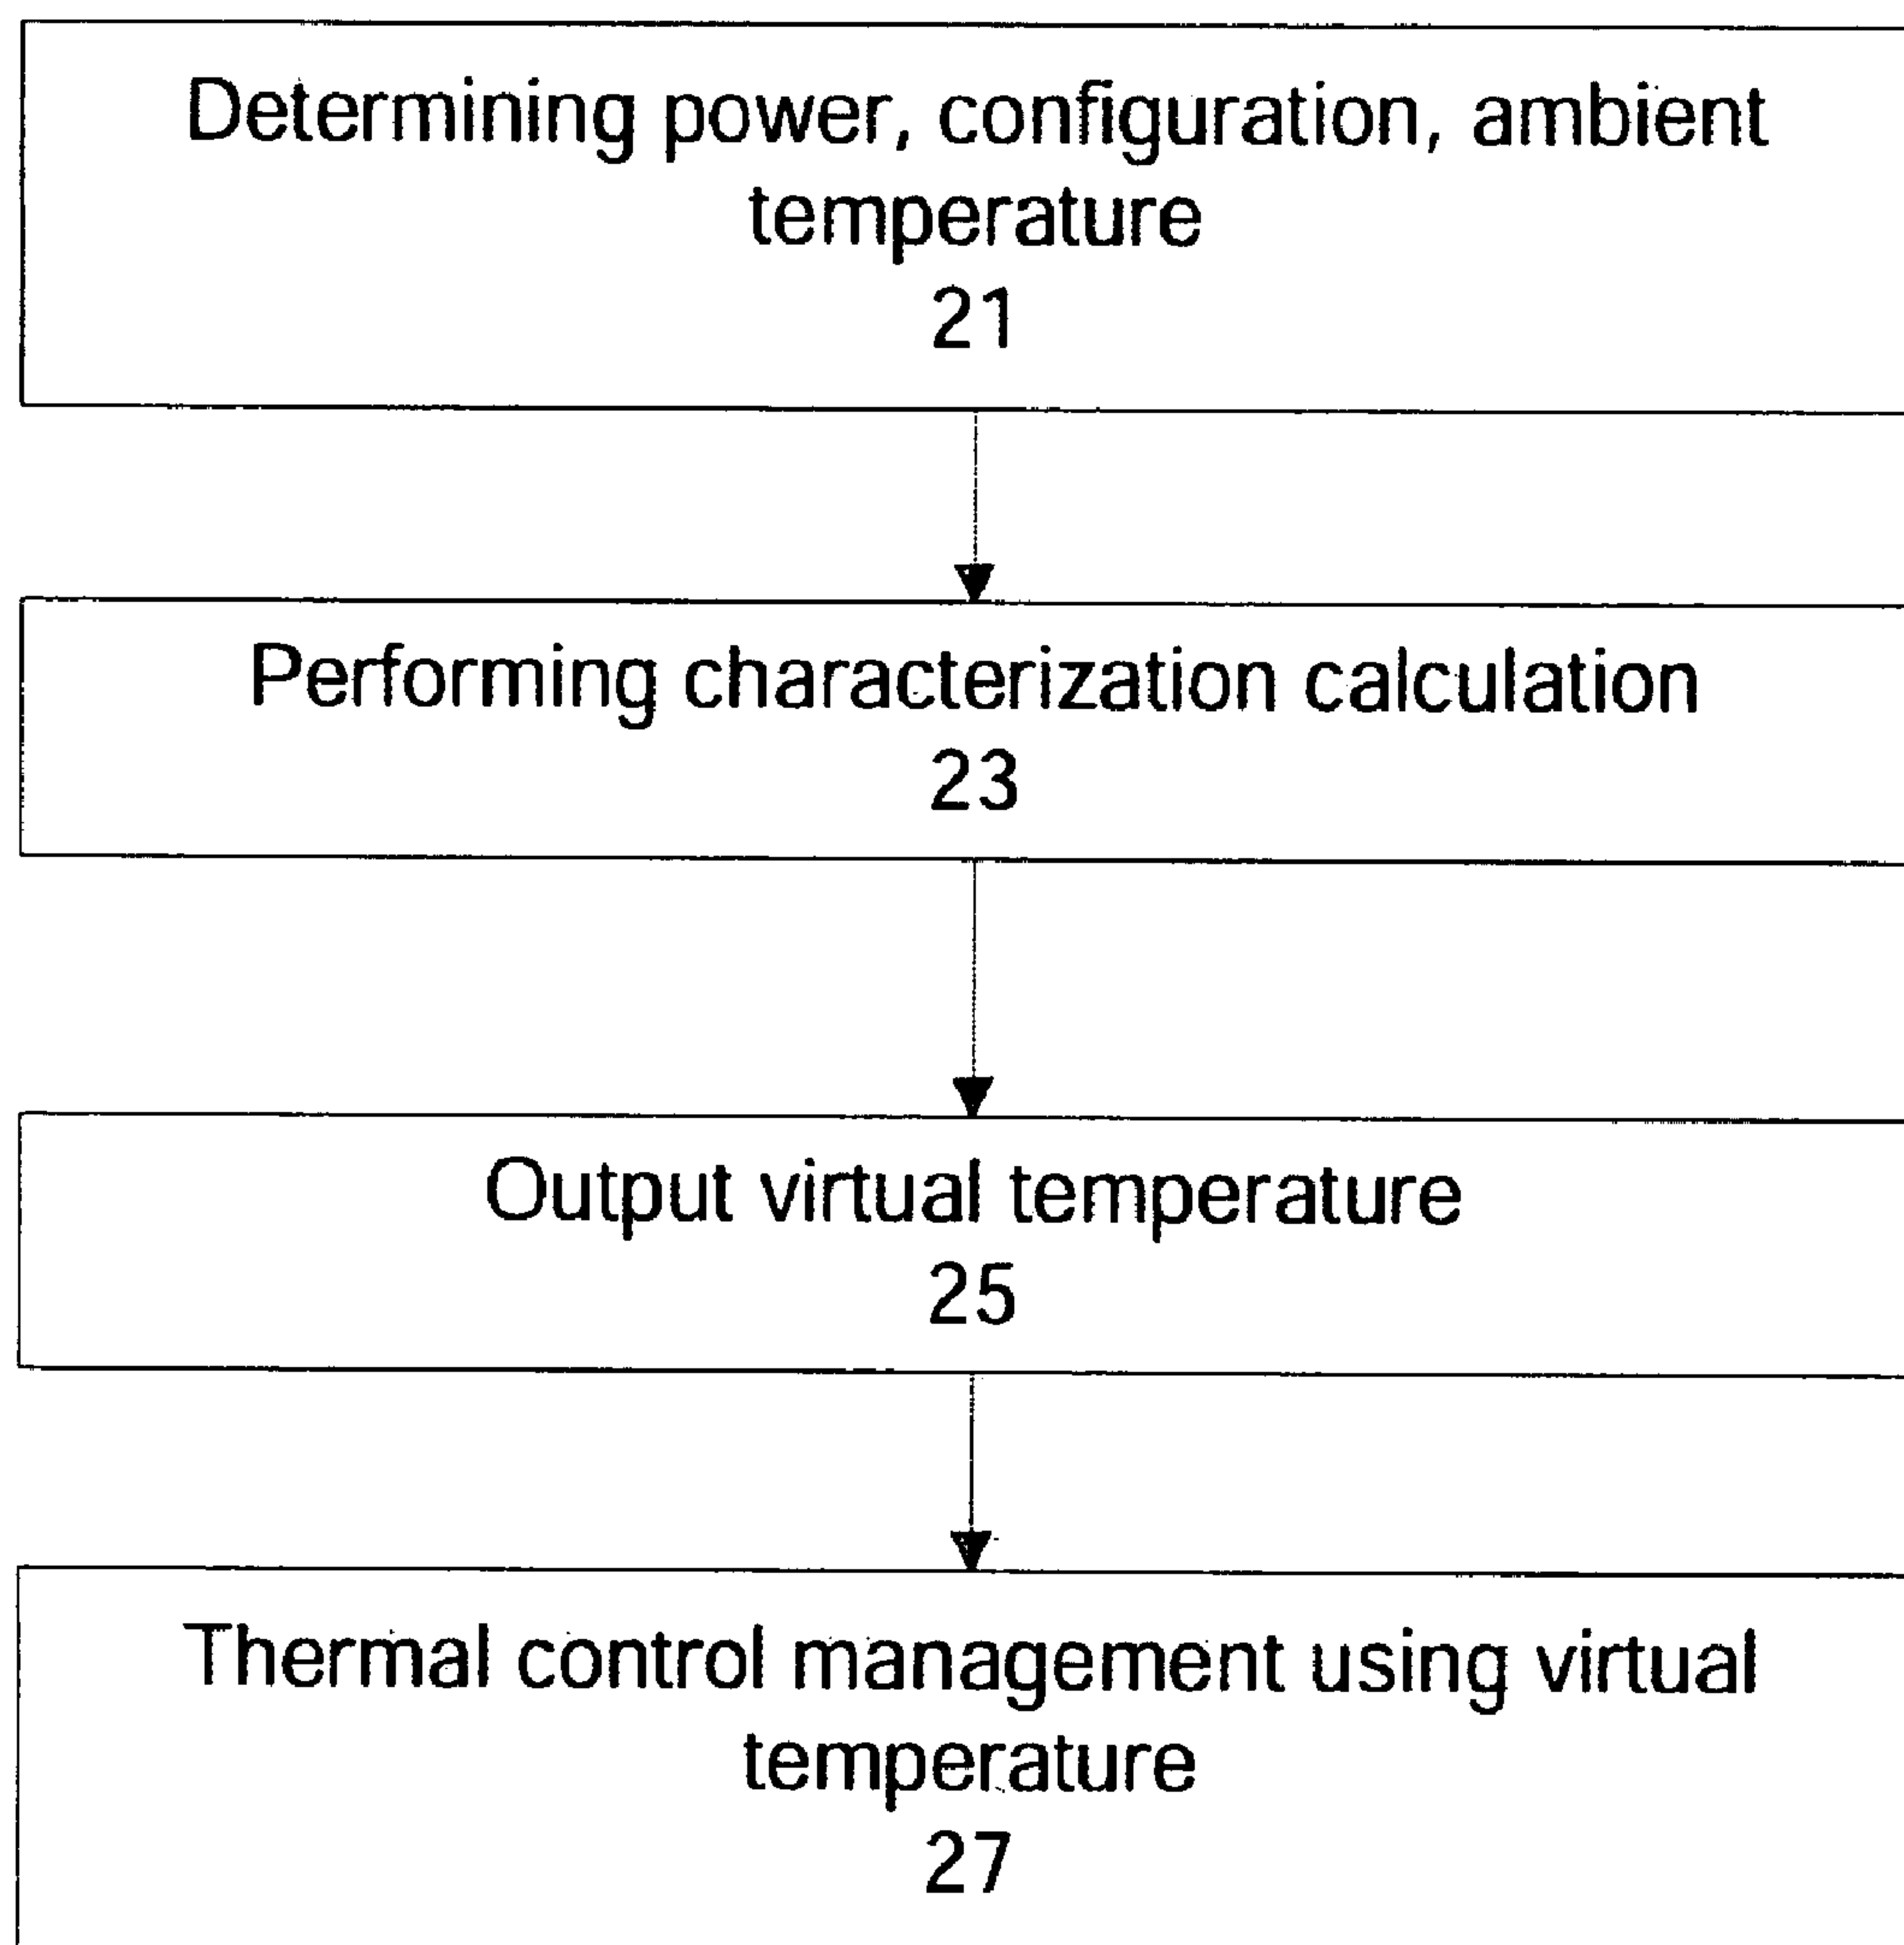 Determining power, configuration, ambient
temperature
21
Performing characterization calculation
23
Output virtual temperature
25
Thermal control management using virtual
temperature
27